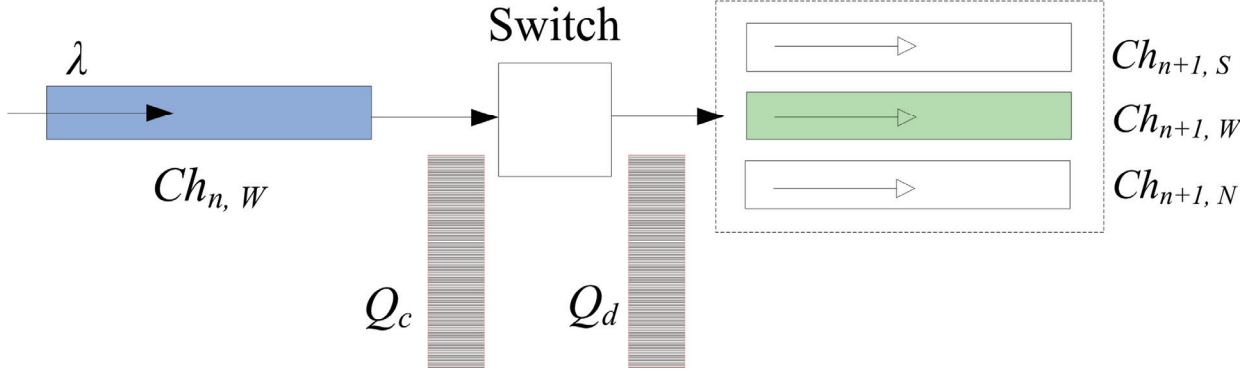 Switch
λ
Ch_{n, W}
Q_c
Q_d
Ch_{n+1, S}
Ch_{n+1, W}
Ch_{n+1, N}